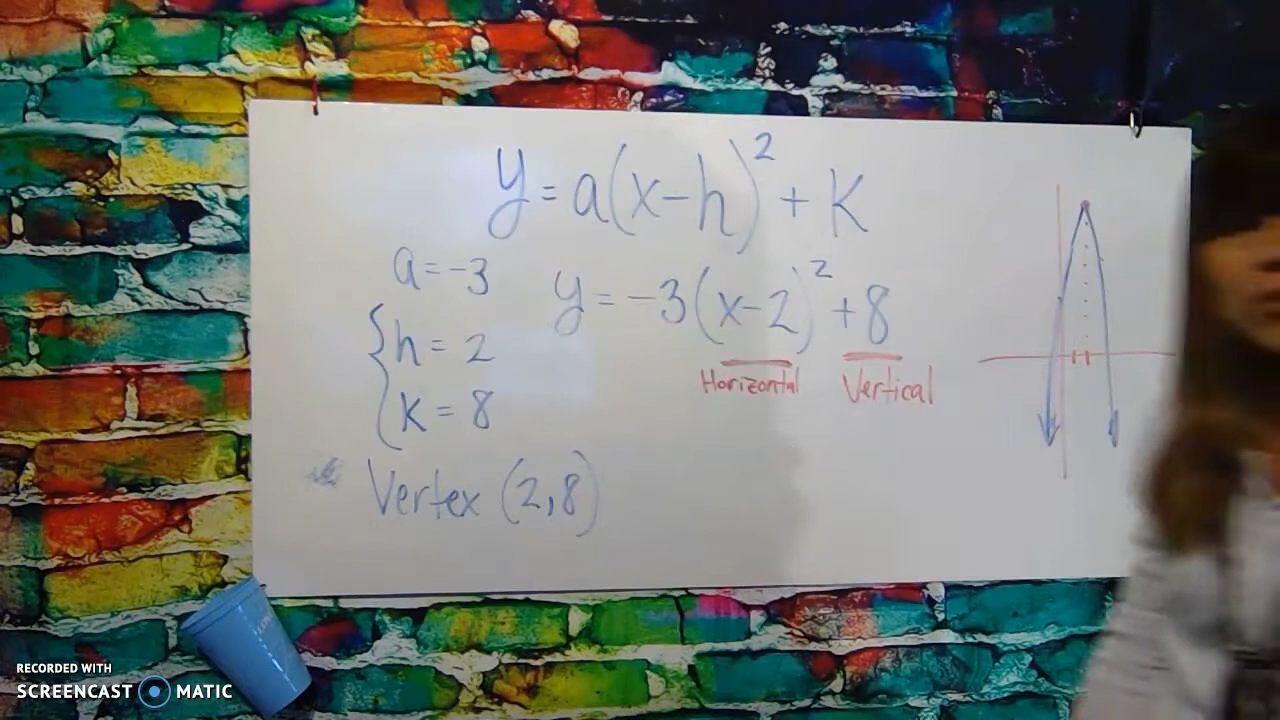 y = a(x-h)² + K
a = -3
y = -3(x-2)² + 8
h = 2
Horizontal Vertical
K = 8
Vertex (2,8)
RECORDED WITH
SCREENCAST MATIC